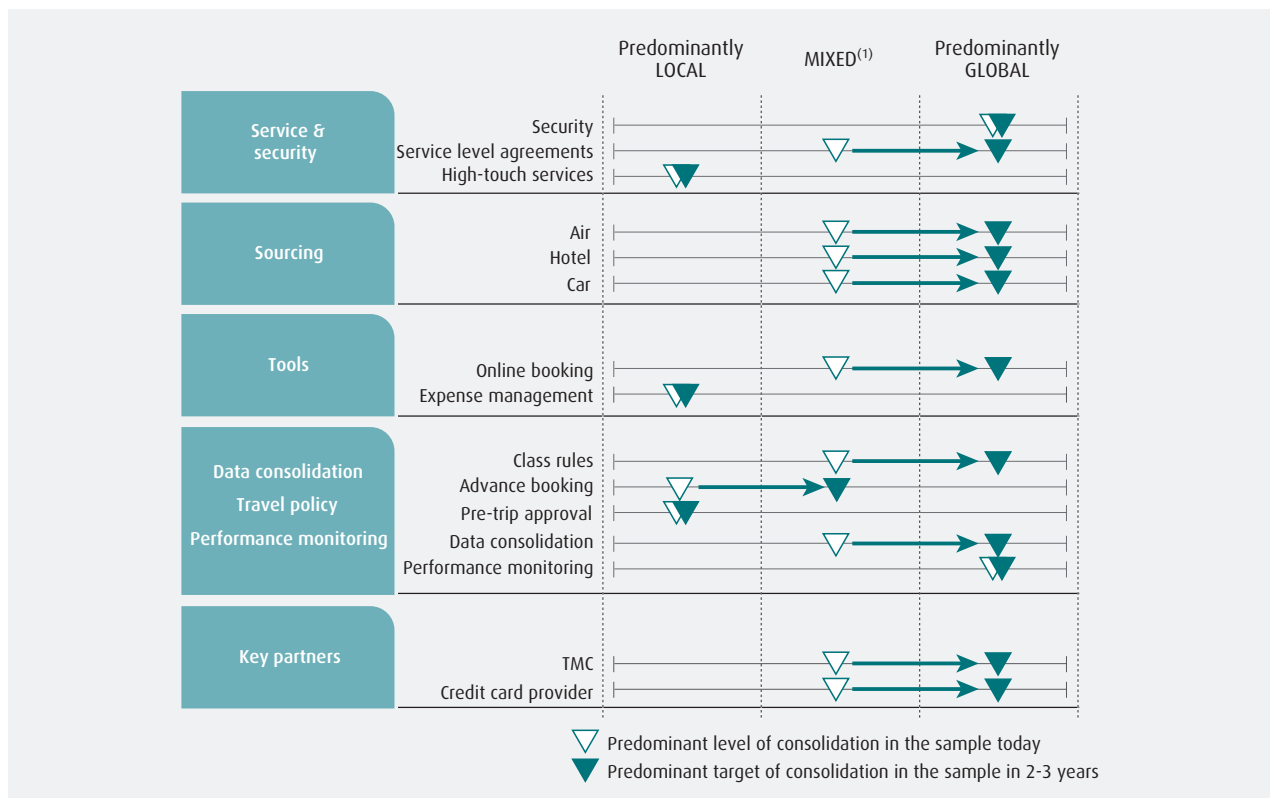 Predominantly
LOCAL
MIXED(1)
Predominantly
GLOBAL
Service &
security
Security
Service level agreements
High-touch services
Sourcing
Air
Hotel
Car
Tools
Online booking
Expense management
Data consolidation
Travel policy
Performance monitoring
Class rules
Advance booking
Pre-trip approval
Data consolidation
Performance monitoring
Key partners
TMC
Credit card provider
Predominant level of consolidation in the sample today
Predominant target of consolidation in the sample in 2-3 years